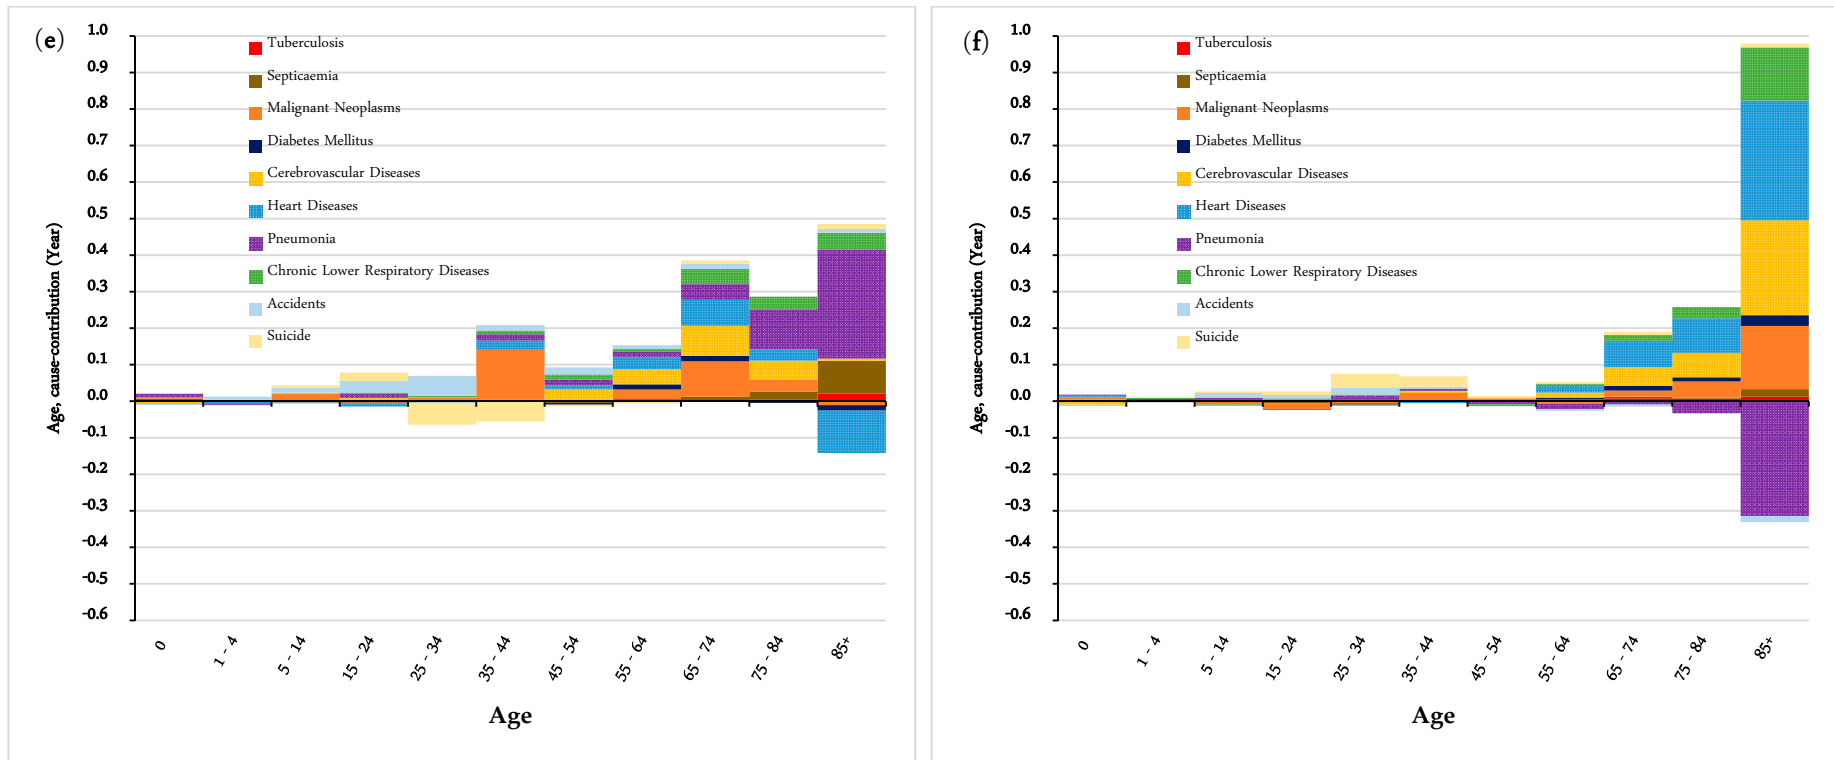 (e)
1.0
0.9
0.8
0.7
0.6
0.5
0.4
0.3
0.2
0.1
0.0
-0.1
-0.2
-0.3
-0.4
-0.5
-0.6
Age, cause-contribution (Year)
Tuberculosis
Septicaemia
Malignant Neoplasms
Diabetes Mellitus
Cerebrovascular Diseases
Heart Diseases
Pneumonia
Chronic Lower Respiratory Diseases
Accidents
Suicide
0
1 - 4
5 - 14
15 - 24
25 - 34
35 - 44
45 - 54
55 - 64
65 - 74
75 - 84
85+
Age
(f)
1.0
0.9
0.8
0.7
0.6
0.5
0.4
0.3
0.2
0.1
0.0
-0.1
-0.2
-0.3
-0.4
-0.5
-0.6
Age, cause-contribution (Year)
Tuberculosis
Septicaemia
Malignant Neoplasms
Diabetes Mellitus
Cerebrovascular Diseases
Heart Diseases
Pneumonia
Chronic Lower Respiratory Diseases
Accidents
Suicide
0
1 - 4
5 - 14
15 - 24
25 - 34
35 - 44
45 - 54
55 - 64
65 - 74
75 - 84
85+
Age